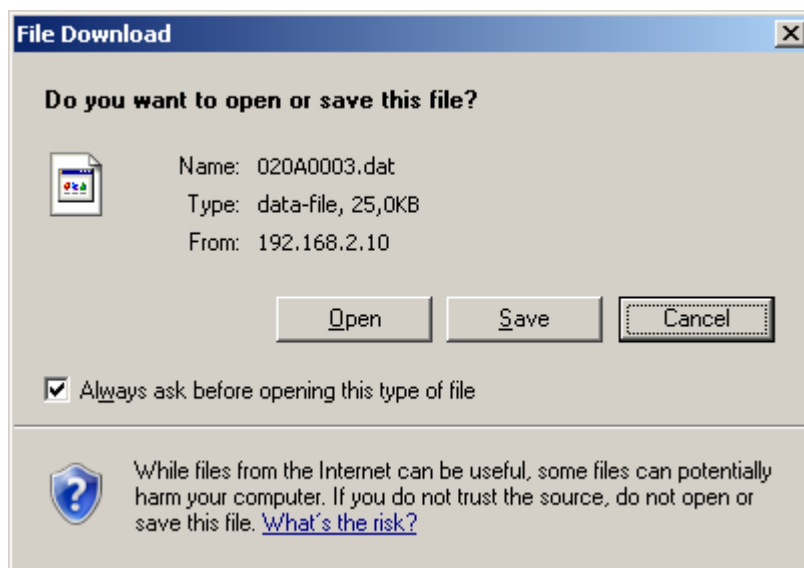 File Download
Do you want to open or save this file?
Name: 020A0003.dat
Type: data-file, 25,0KB
From: 192.168.2.10
Open Save Cancel
Always ask before opening this type of file
While files from the Internet can be useful, some files can potentially
harm your computer. If you do not trust the source, do not open or
save this file. What's the risk?